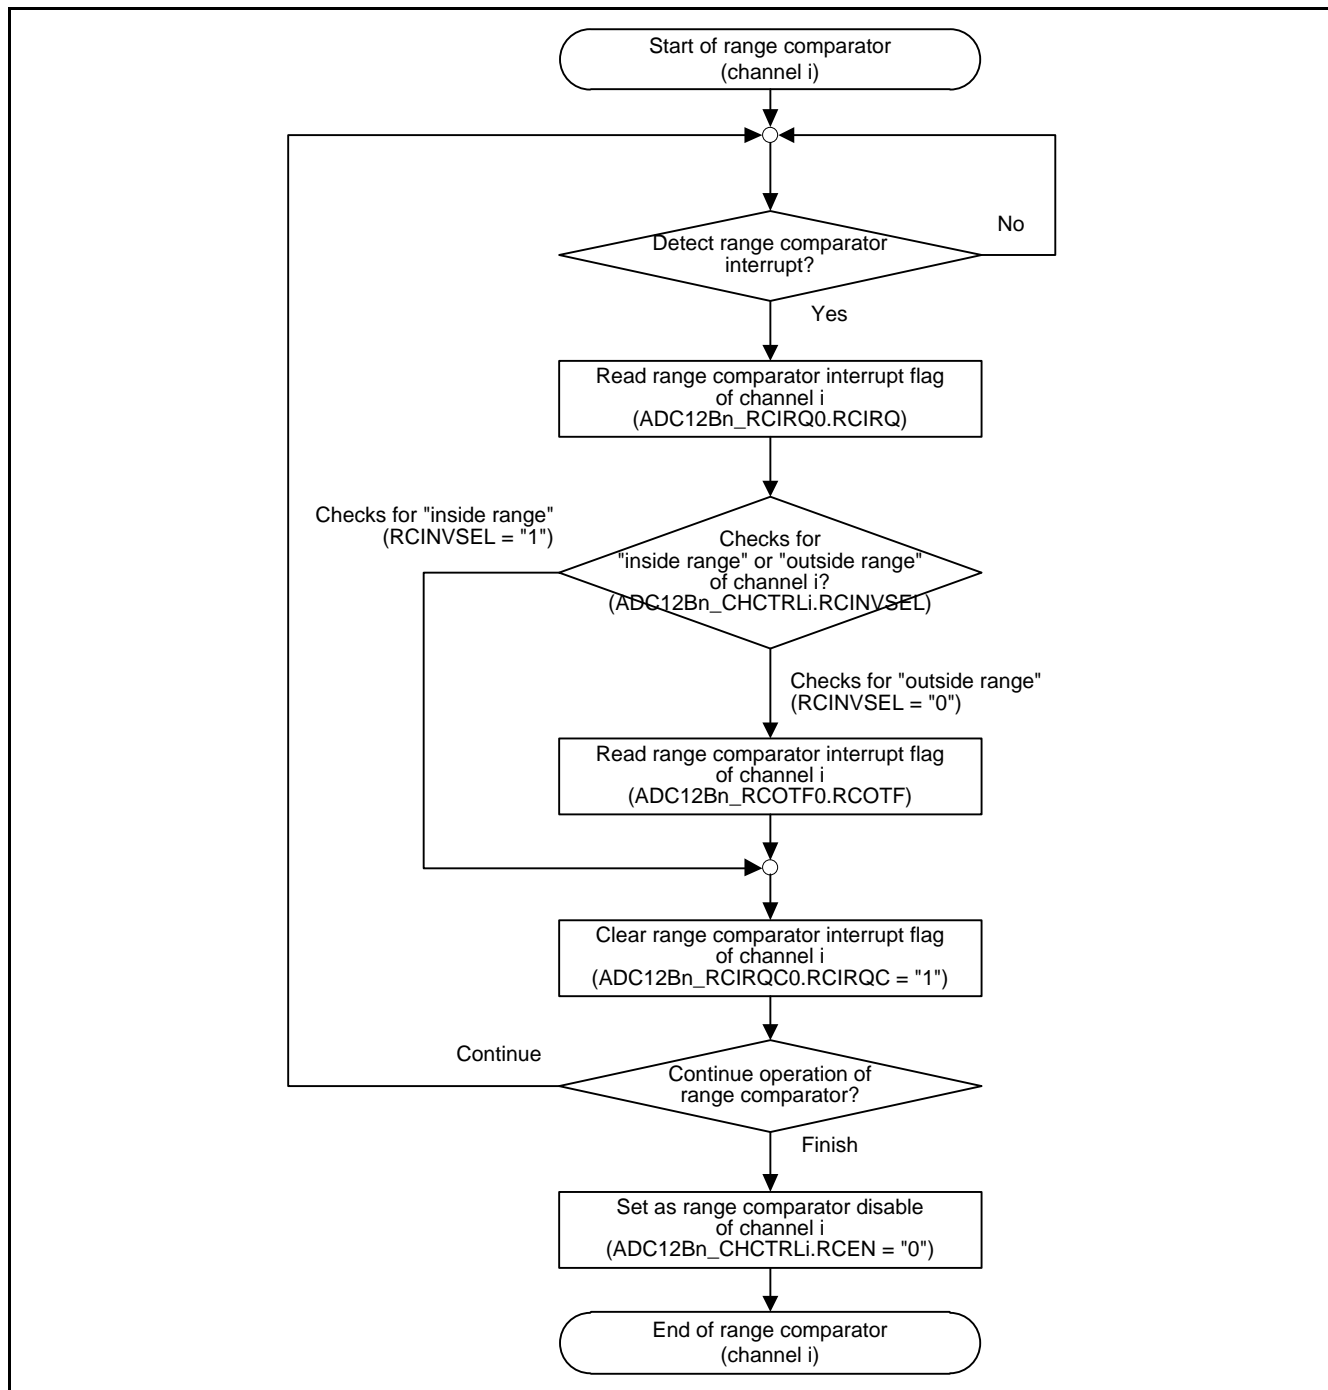 Start of range comparator
(channel i)
No
Detect range comparator
interrupt?
Yes
Read range comparator interrupt flag
of channel i
(ADC12Bn_RCIRQ0.RCIRQ)
Checks for "inside range"
(RCINVSEL = "1")
Checks for
"inside range" or "outside range"
of channel i?
(ADC12Bn_CHCTRLi.RCINVSEL)
Checks for "outside range"
(RCINVSEL = "0")
Read range comparator interrupt flag
of channel i
(ADC12Bn_RCOTF0.RCOTF)
Clear range comparator interrupt flag
of channel i
(ADC12Bn_RCIRQC0.RCIRQC = "1")
Continue
Continue operation of
range comparator?
Finish
Set as range comparator disable
of channel i
(ADC12Bn_CHCTRLi.RCEN = "0")
End of range comparator
(channel i)